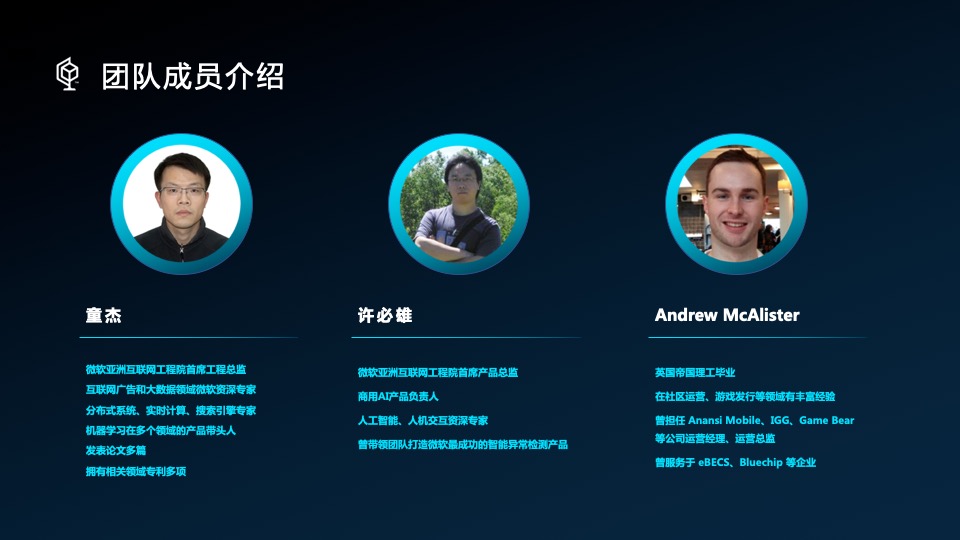 团队成员介绍
童杰
微软亚洲互联网工程院首席工程总监
互联网广告和大数据领域微软资深专家
分布式系统、实时计算、搜索引擎专家
机器学习在多个领域的产品带头人
发表论文多篇
拥有相关领域专利多项
许必雄
微软亚洲互联网工程院首席产品总监
商用AI产品负责人
人工智能、人机交互资深专家
曾带领团队打造微软最成功的智能异常检测产品
Andrew McAlister
英国帝国理工毕业
在社区运营、游戏发行等领域有丰富经验
曾担任 Anansi Mobile、IGG、Game Bear
等公司运营经理、运营总监
曾服务于 eBECS、Bluechip 等企业